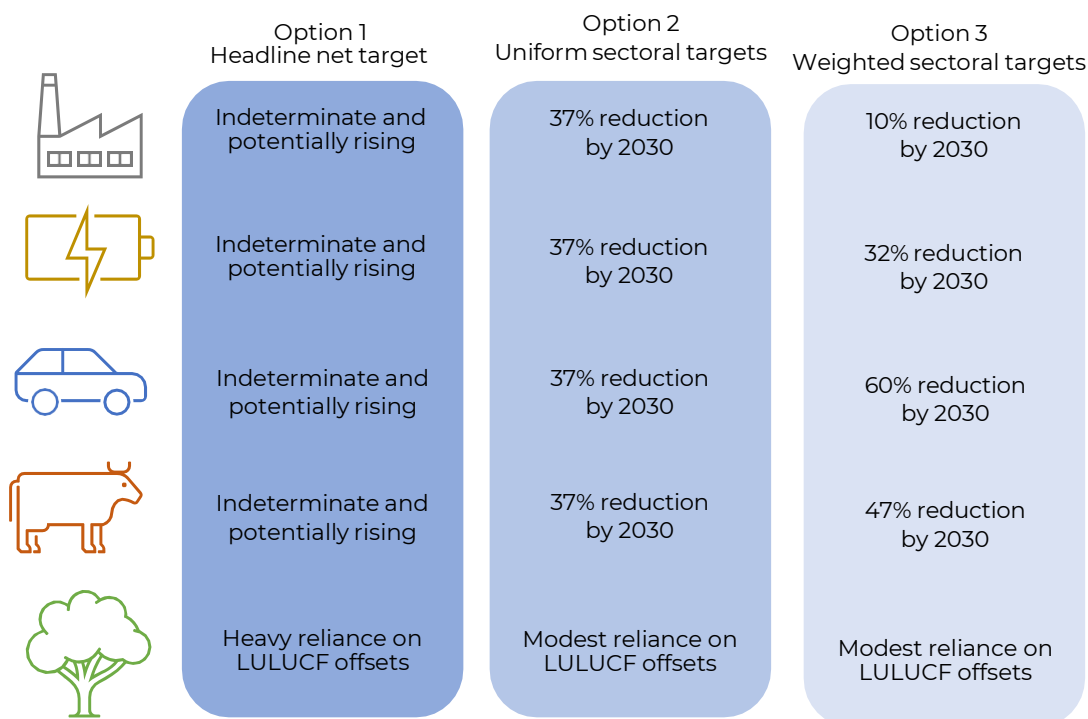 Option 1
Headline net target
Option 2
Uniform sectoral targets
Option 3
Weighted sectoral targets
Indeterminate and
potentially rising
37% reduction
by 2030
10% reduction
by 2030
Indeterminate and
potentially rising
37% reduction
by 2030
32% reduction
by 2030
Indeterminate and
potentially rising
37% reduction
by 2030
60% reduction
by 2030
Indeterminate and
potentially rising
37% reduction
by 2030
47% reduction
by 2030
Heavy reliance on
LULUCF offsets
Modest reliance on
LULUCF offsets
Modest reliance on
LULUCF offsets